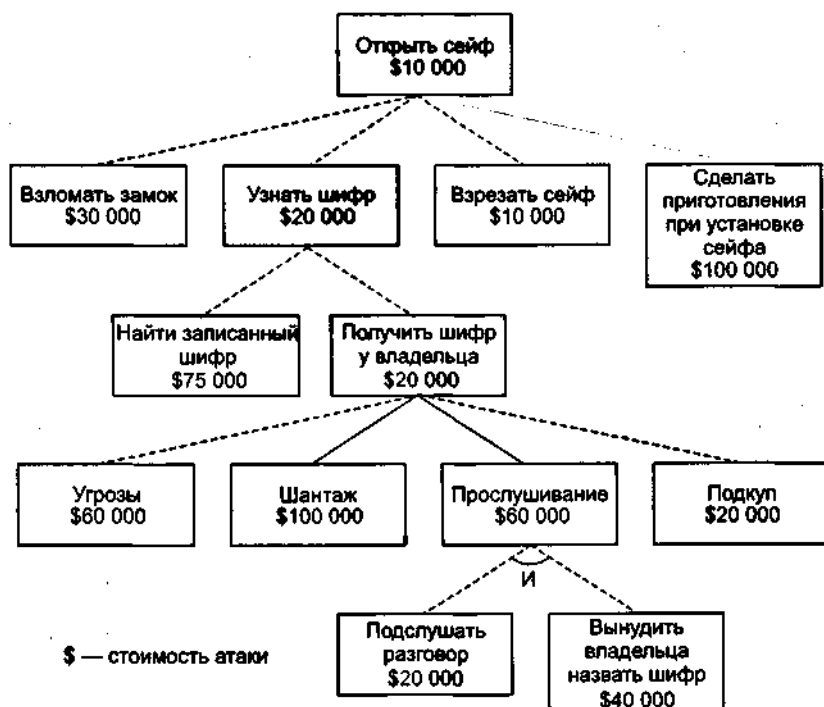 Открыть сейф
$10 000
Взломать замок
$30 000
Узнать шифр
$20 000
Взрезать сейф
$10 000
Сделать
приготовления
при установке
сейфа
$100 000
Найти записанный
шифр
$75 000
Получить шифр
у владельца
$20 000
Угрозы
$60 000
Шантаж
$100 000
Прослушивание
$60 000
Подкуп
$20 000
И
$ — стоимость атаки
Подслушать
разговор
$20 000
Вынудить
владельца
назвать шифр
$40 000